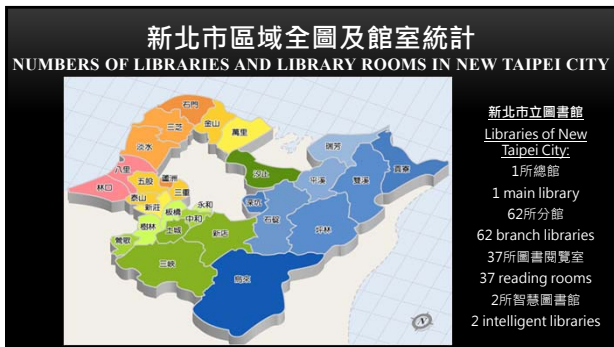 新北市區域全圖及館室統計
NUMBERS OF LIBRARIES AND LIBRARY ROOMS IN NEW TAIPEI CITY
石門
三芝
金山
萬里
淡水
八里
林口
五股
蘆洲
三重
泰山
新莊
板橋
永和
中和
樹林
土城
鶯歌
三峽
新店
汐止
深坑
石碇
瑞芳
平溪
雙溪
貢寮
坪林
烏來
N
新北市立圖書館
Libraries of New
Taipei City:
1所總館
1 main library
62所分館
62 branch libraries
37所圖書閱覽室
37 reading rooms
2所智慧圖書館
2 intelligent libraries